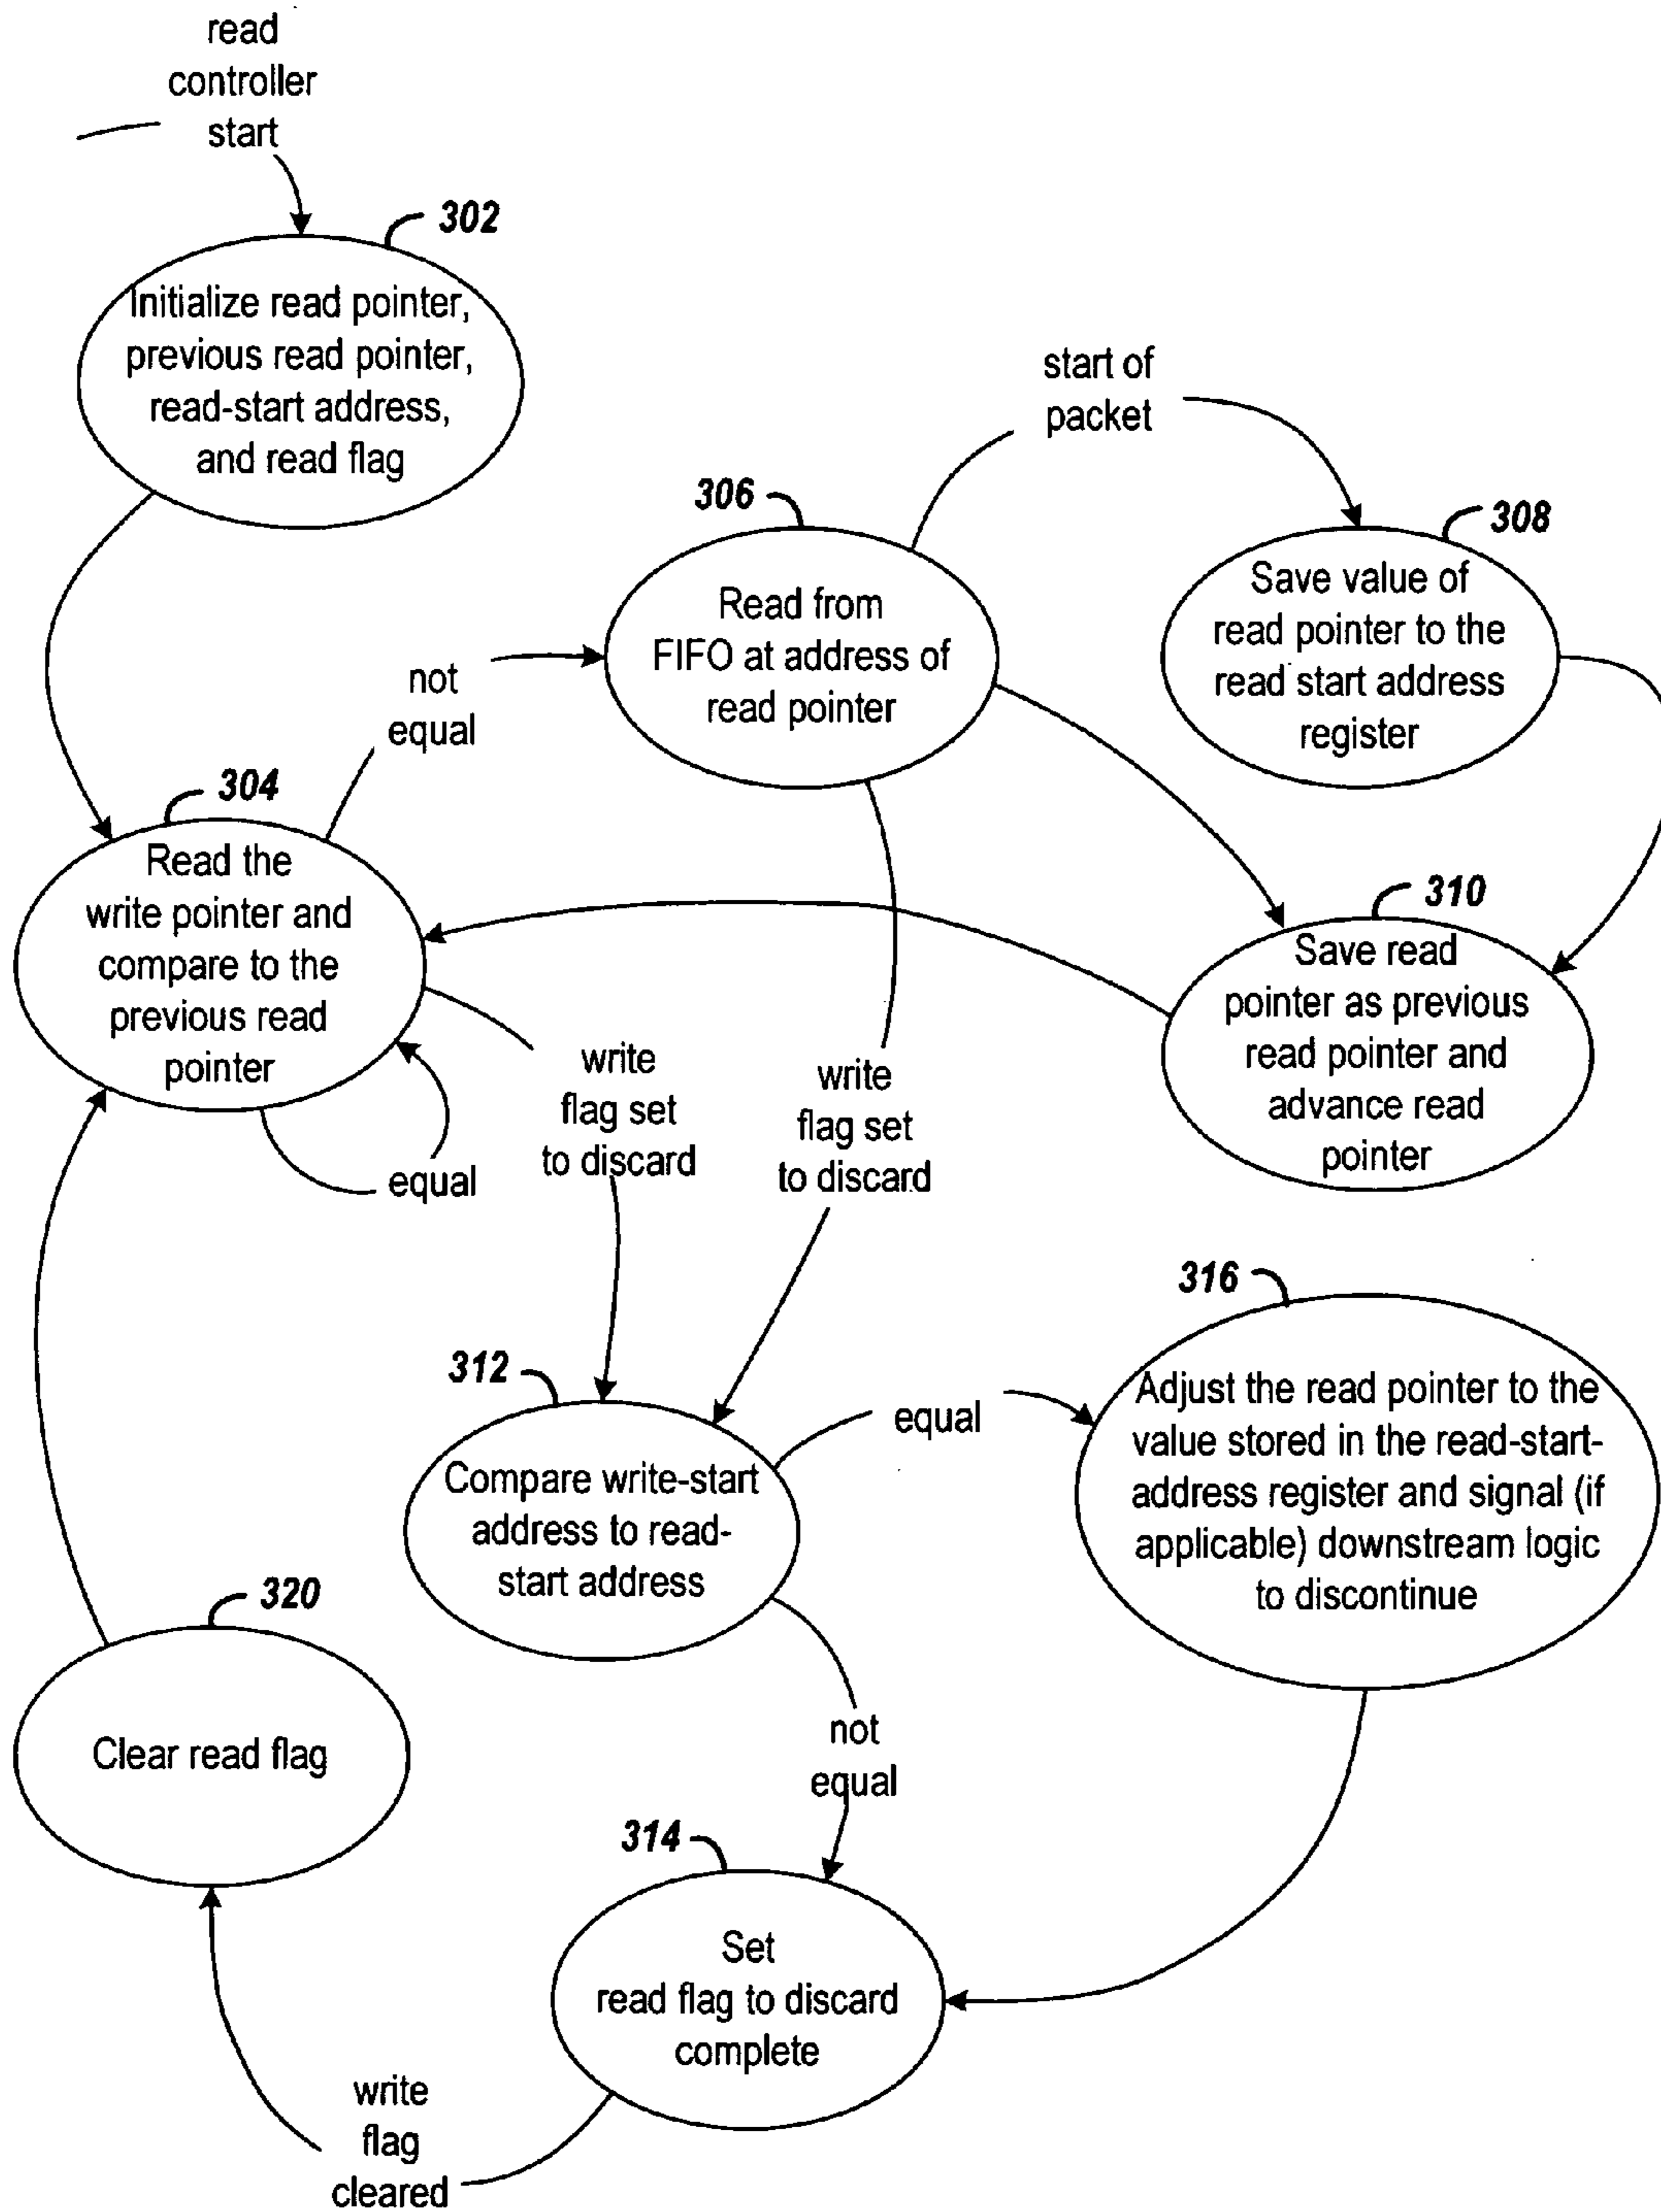 read
controller
start
302
Initialize read pointer,
previous read pointer,
read-start address,
and read flag
start of
packet
306
308
Read from
FIFO at address of
read pointer
Save value of
read pointer to the
read start address
register
not
equal
304
Read the
write pointer and
compare to the
previous read
pointer
310
Save read
pointer as previous
read pointer and
advance read
pointer
equal
write
flag set
to discard
write
flag set
to discard
316
Adjust the read pointer to the
value stored in the read-start-
address register and signal (if
applicable) downstream logic
to discontinue
312
equal
Compare write-start
address to read-
start address
320
Clear read flag
not
equal
314
Set
read flag to discard
complete
write
flag
cleared